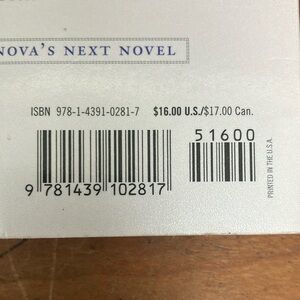 NOVA'S NEXT NOVEL
ISBN 978-1-4391-0281-7 $16.00 U.S./$17.00 Can.
51600
9 781439 102817
PRINTED IN THE U.S.A.